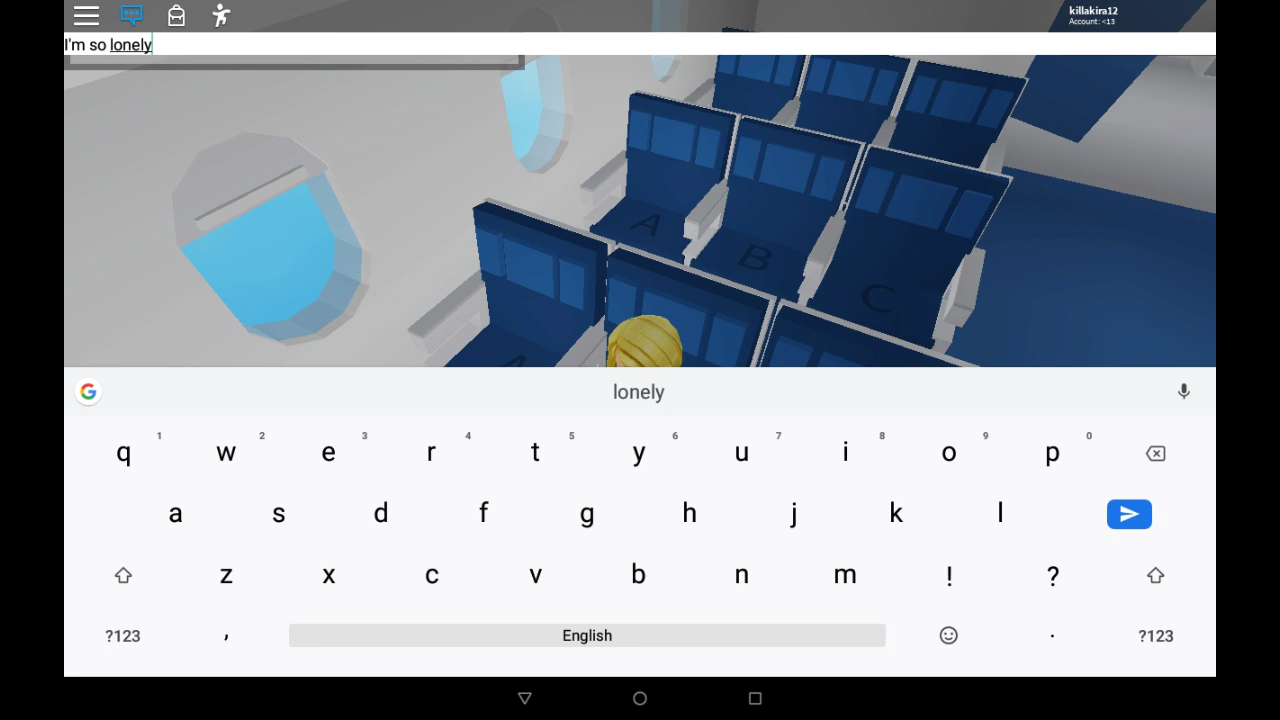 killakira12
Account: <13
I'm so lonely
A
B
C
A
lonely
1 2 3 4 5 6 7 8 9 0
q w e r t y u i o p
a s d f g h j k l
z x c v b n m ! ?
?123 , English . ?123